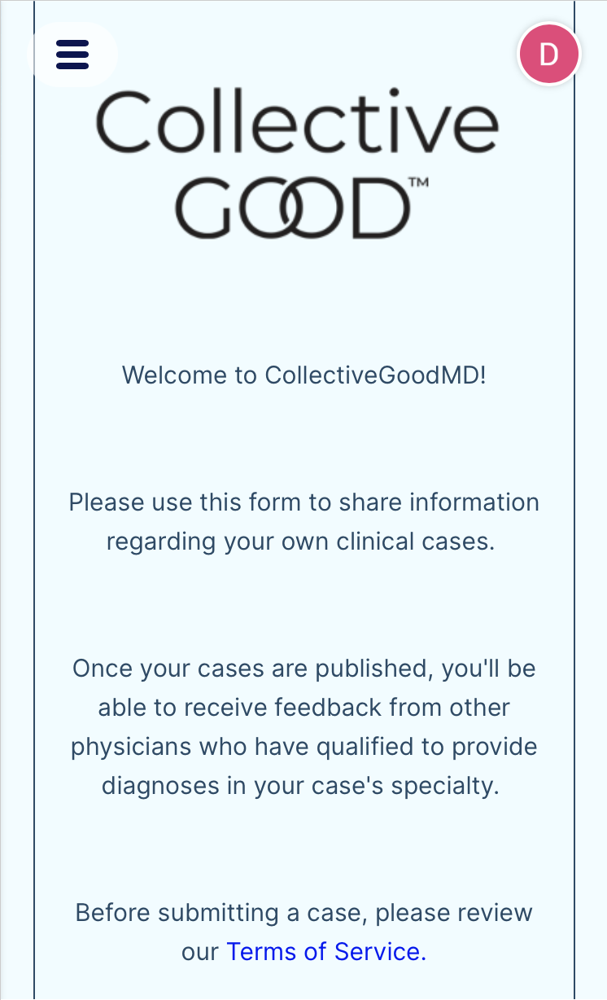 D
Collective
GOOD™
Welcome to CollectiveGoodMD!
Please use this form to share information
regarding your own clinical cases.
Once your cases are published, you'll be
able to receive feedback from other
physicians who have qualified to provide
diagnoses in your case's specialty.
Before submitting a case, please review
our Terms of Service.